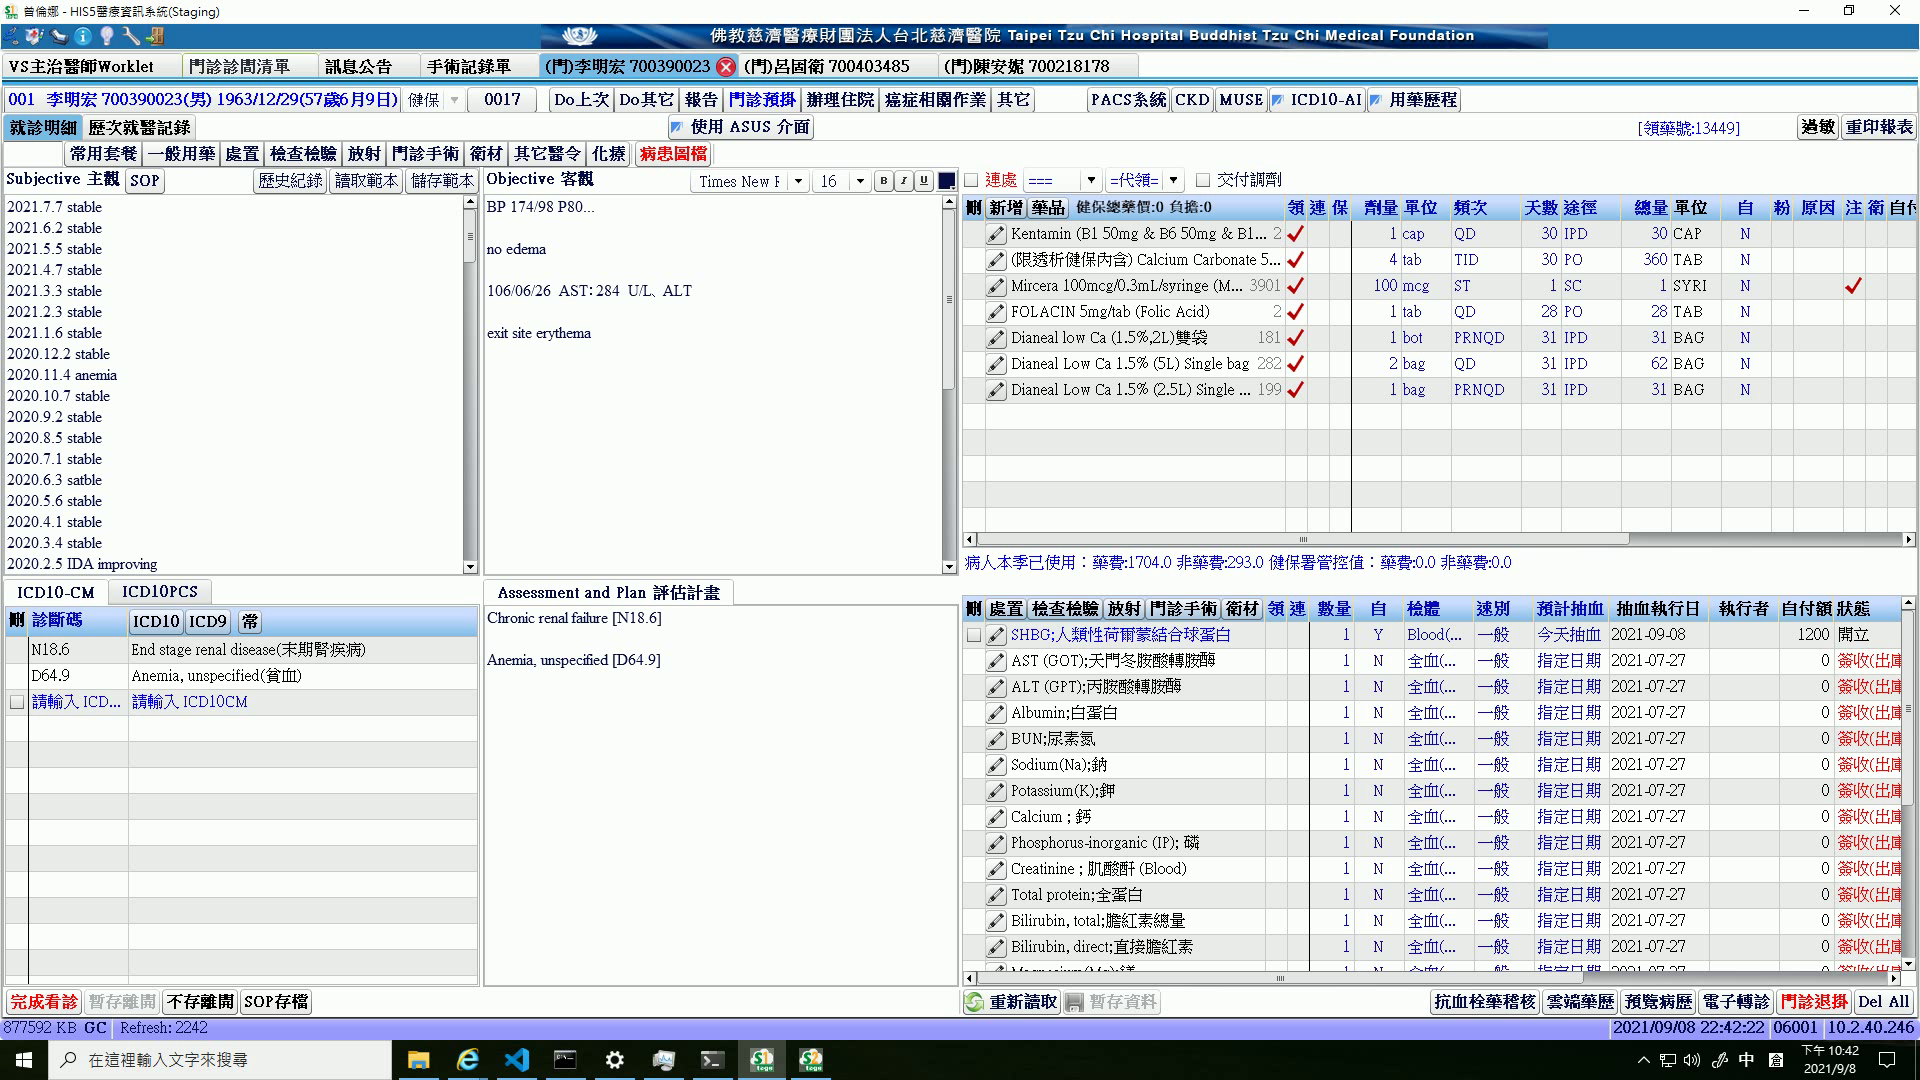 曾倫娜 - HIS5醫療資訊系統(Staging)
佛教慈濟醫療財團法人台北慈濟醫院 Taipei Tzu Chi Hospital Buddhist Tzu Chi Medical Foundation
VS主治醫師Worklet 門診診間清單 訊息公告 手術記錄單 (門)李明宏 700390023 (門)呂固衛 700403485 (門)陳安妮 700218178
001 李明宏 700390023(男) 1963/12/29(57歲6月9日) 健保 0017 Do上次 Do其它 報告 門診預掛 辦理住院 癌症相關作業 其它 PACS系統 CKD MUSE ICD10-AI 用藥歷程
就診明細 歷次就醫記錄 使用 ASUS 介面 [領藥號:13449] 過敏 重印報表
常用套餐 一般用藥 處置 檢查檢驗 放射 門診手術 衛材 其它醫令 化療 病患圖檔
Subjective 主觀 SOP 歷史紀錄 讀取範本 儲存範本
2021.7.7 stable
2021.6.2 stable
2021.5.5 stable
2021.4.7 stable
2021.3.3 stable
2021.2.3 stable
2021.1.6 stable
2020.12.2 stable
2020.11.4 anemia
2020.10.7 stable
2020.9.2 stable
2020.8.5 stable
2020.7.1 stable
2020.6.3 satble
2020.5.6 stable
2020.4.1 stable
2020.3.4 stable
2020.2.5 IDA improving
Objective 客觀 Times New F 16 B I U
BP 174/98 P80...
no edema
106/06/26 AST: 284 U/L、ALT
exit site erythema
連處 === =代領= 交付調劑
刪 新增 藥品 健保總藥價:0 負擔:0 領 連 保 劑量 單位 頻次 天數 途徑 總量 單位 自 粉 原因 注 衛 自付
Kentamin (B1 50mg & B6 50mg & B1... 2 1 cap QD 30 IPD 30 CAP N
(限透析健保內含) Calcium Carbonate 5... 4 tab TID 30 PO 360 TAB N
Mircera 100mcg/0.3mL/syringe (M... 3901 100 mcg ST 1 SC 1 SYRI N
FOLACIN 5mg/tab (Folic Acid) 2 1 tab QD 28 PO 28 TAB N
Dianeal low Ca (1.5%,2L)雙袋 181 1 bot PRNQD 31 IPD 31 BAG N
Dianeal Low Ca 1.5% (5L) Single bag 282 2 bag QD 31 IPD 62 BAG N
Dianeal Low Ca 1.5% (2.5L) Single ... 199 1 bag PRNQD 31 IPD 31 BAG N
病人本季已使用：藥費:1704.0 非藥費:293.0 健保署管控值：藥費:0.0 非藥費:0.0
ICD10-CM ICD10PCS
刪 診斷碼 ICD10 ICD9 常
N18.6 End stage renal disease(末期腎疾病)
D64.9 Anemia, unspecified(貧血)
請輸入 ICD... 請輸入 ICD10CM
Assessment and Plan 評估計畫
Chronic renal failure [N18.6]
Anemia, unspecified [D64.9]
刪 處置 檢查檢驗 放射 門診手術 衛材 領 連 數量 自 檢體 速別 預計抽血 抽血執行日 執行者 自付額 狀態
SHBG;人類性荷爾蒙結合球蛋白 1 Y Blood(... 一般 今天抽血 2021-09-08 1200 開立
AST (GOT);天門冬胺酸轉胺酶 1 N 全血(... 一般 指定日期 2021-07-27 0 簽收(出庫
ALT (GPT);丙胺酸轉胺酶 1 N 全血(... 一般 指定日期 2021-07-27 0 簽收(出庫
Albumin;白蛋白 1 N 全血(... 一般 指定日期 2021-07-27 0 簽收(出庫
BUN;尿素氮 1 N 全血(... 一般 指定日期 2021-07-27 0 簽收(出庫
Sodium(Na);鈉 1 N 全血(... 一般 指定日期 2021-07-27 0 簽收(出庫
Potassium(K);鉀 1 N 全血(... 一般 指定日期 2021-07-27 0 簽收(出庫
Calcium ; 鈣 1 N 全血(... 一般 指定日期 2021-07-27 0 簽收(出庫
Phosphorus-inorganic (IP); 磷 1 N 全血(... 一般 指定日期 2021-07-27 0 簽收(出庫
Creatinine ; 肌酸酐 (Blood) 1 N 全血(... 一般 指定日期 2021-07-27 0 簽收(出庫
Total protein;全蛋白 1 N 全血(... 一般 指定日期 2021-07-27 0 簽收(出庫
Bilirubin, total;膽紅素總量 1 N 全血(... 一般 指定日期 2021-07-27 0 簽收(出庫
Bilirubin, direct;直接膽紅素 1 N 全血(... 一般 指定日期 2021-07-27 0 簽收(出庫
完成看診 暫存離開 不存離開 SOP存檔 重新讀取 暫存資料 抗血栓藥稽核 雲端藥歷 預覽病歷 電子轉診 門診退掛 Del All
877592 KB GC Refresh: 2242 2021/09/08 22:42:22 06001 10.2.40.246
在這裡輸入文字來搜尋 中 下午 10:42
2021/9/8